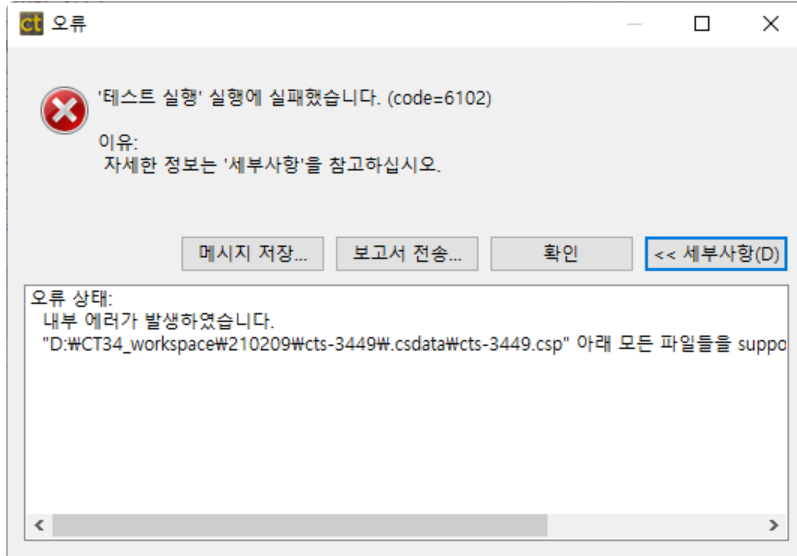 ct 오류
'테스트 실행' 실행에 실패했습니다. (code=6102)
이유:
자세한 정보는 '세부사항'을 참고하십시오.
메시지 저장... 보고서 전송... 확인 << 세부사항(D)
오류 상태:
내부 에러가 발생하였습니다.
"D:₩CT34_workspace₩210209₩cts-3449₩.csdata₩cts-3449.csp" 아래 모든 파일들을 suppo